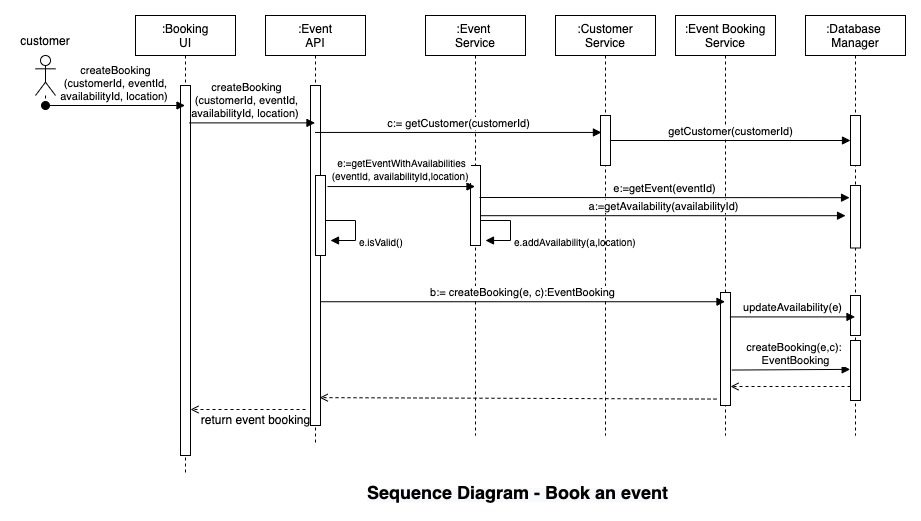 customer
:Booking
UI
:Event
API
:Event
Service
:Customer
Service
:Event Booking
Service
:Database
Manager
createBooking
(customerId, eventId,
availabilityId, location)
createBooking
(customerId, eventId,
availabilityId, location)
c:= getCustomer(customerId)
getCustomer(customerId)
e:=getEventWithAvailabilities
(eventId, availabilityId,location)
e:=getEvent(eventId)
a:=getAvailability(availabilityId)
e.isValid()
e.addAvailability(a,location)
b:= createBooking(e, c):EventBooking
updateAvailability(e)
createBooking(e,c):
EventBooking
return event booking
Sequence Diagram - Book an event